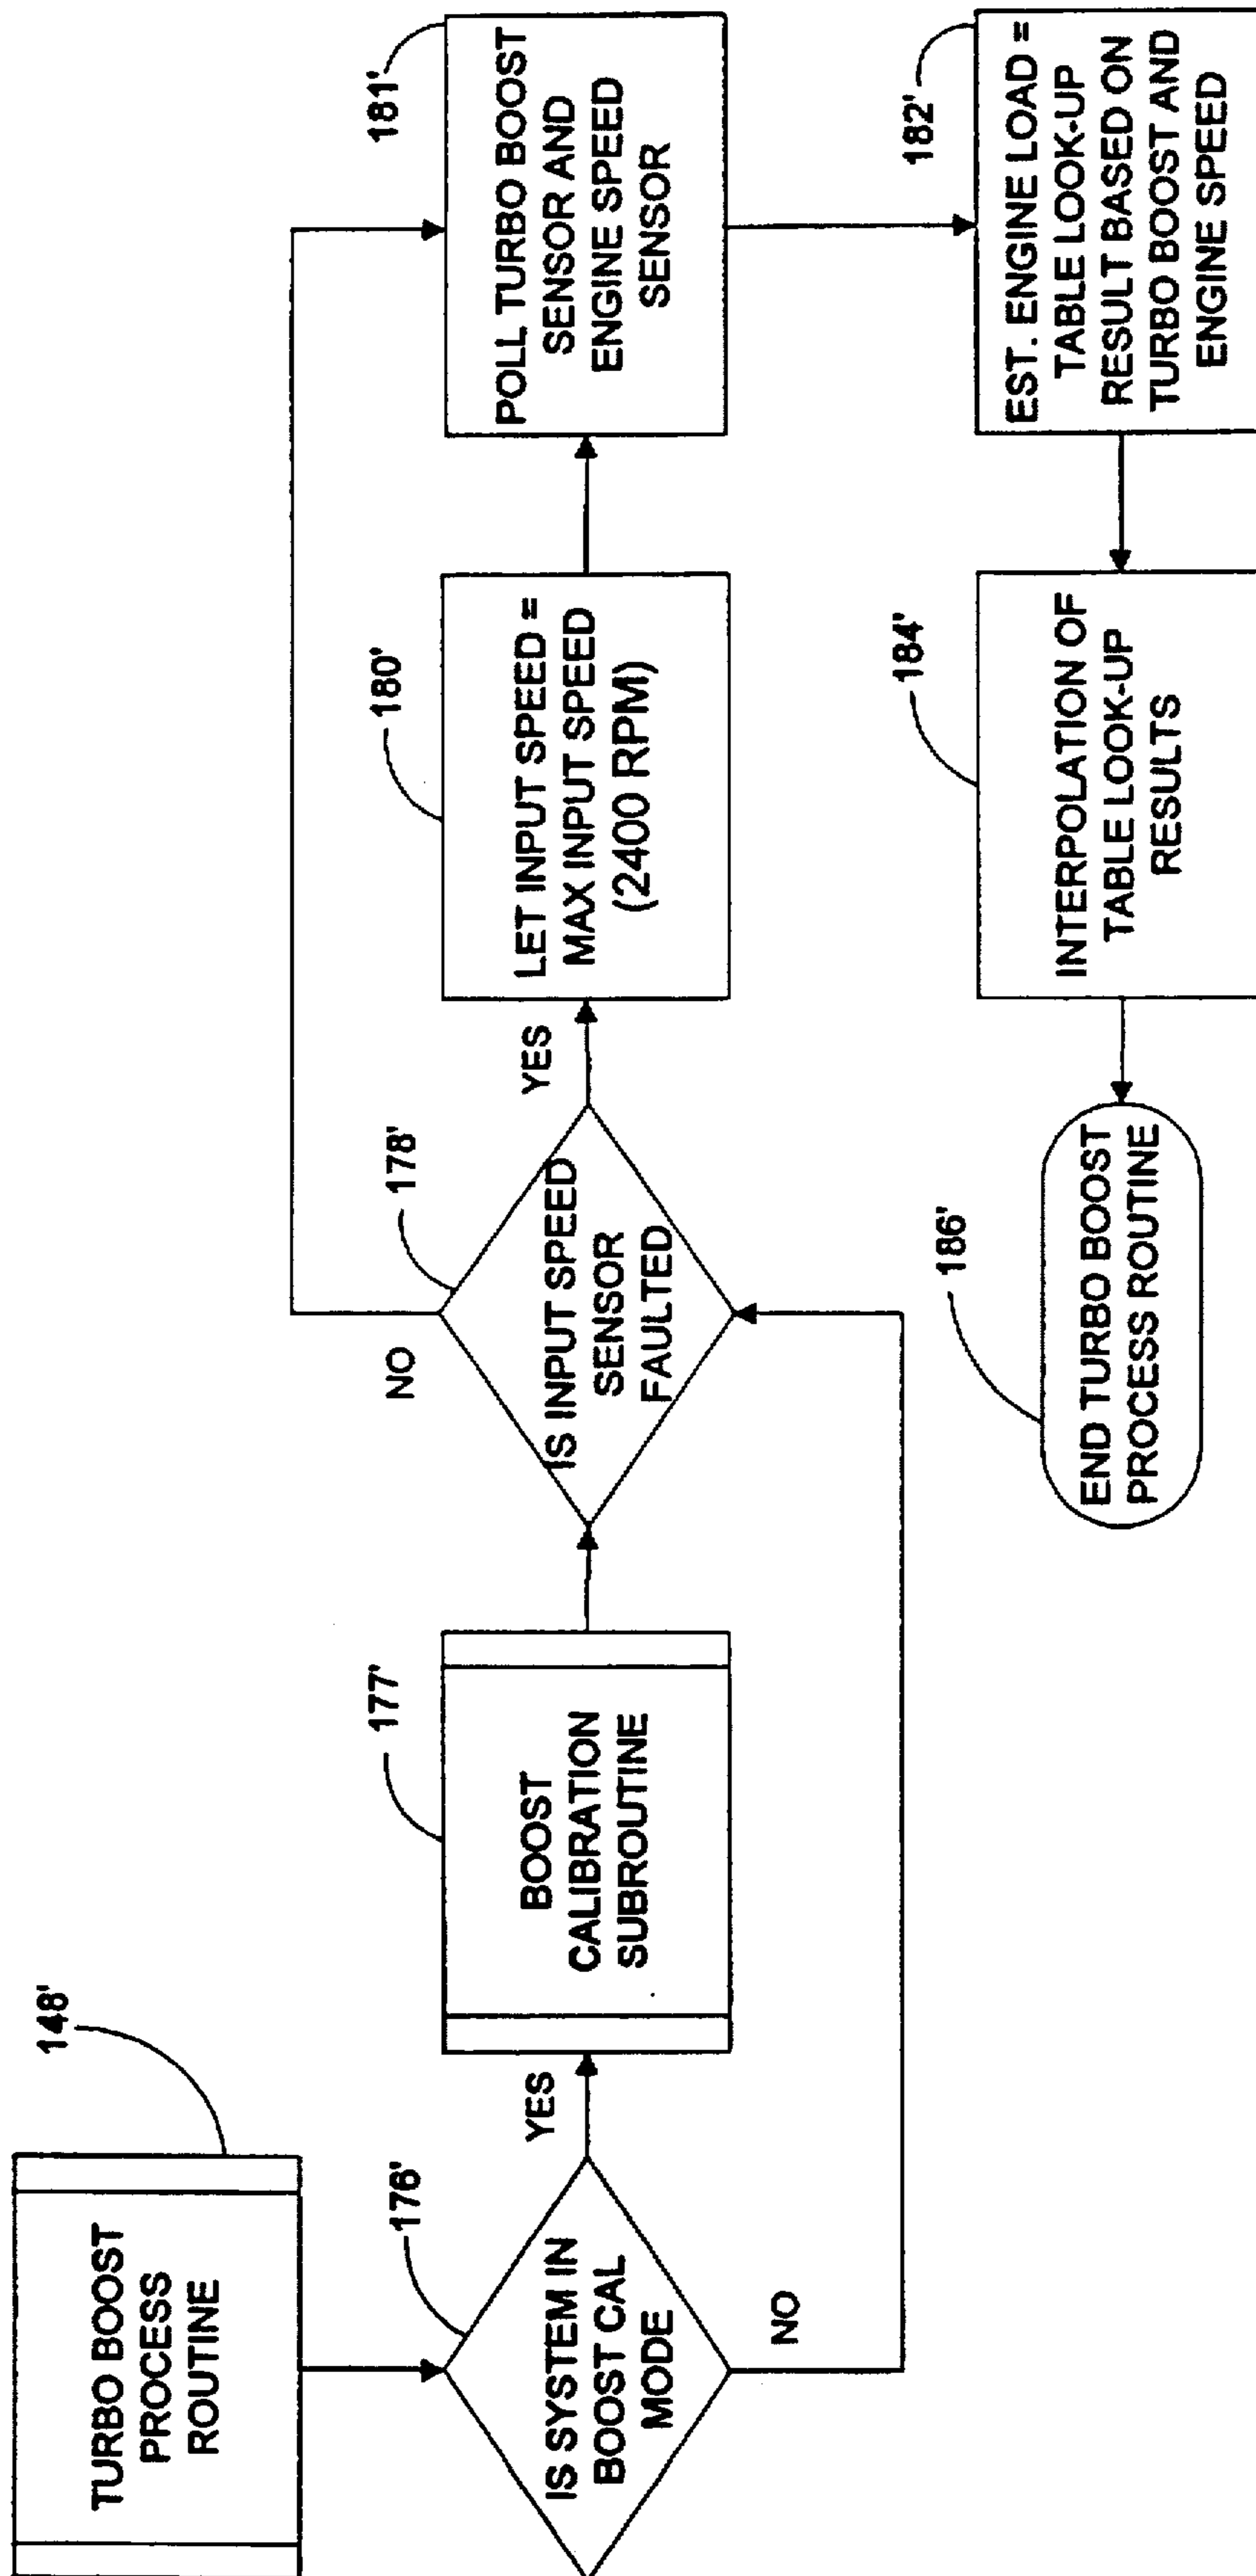 148'
TURBO BOOST
PROCESS
ROUTINE
176'
IS SYSTEM IN
BOOST CAL
MODE
YES
NO
177'
BOOST
CALIBRATION
SUBROUTINE
178'
IS INPUT SPEED
SENSOR
FAULTED
NO
YES
180'
LET INPUT SPEED =
MAX INPUT SPEED
(2400 RPM)
181'
POLL TURBO BOOST
SENSOR AND
ENGINE SPEED
SENSOR
182'
EST. ENGINE LOAD =
TABLE LOOK-UP
RESULT BASED ON
TURBO BOOST AND
ENGINE SPEED
184'
INTERPOLATION OF
TABLE LOOK-UP
RESULTS
186'
END TURBO BOOST
PROCESS ROUTINE